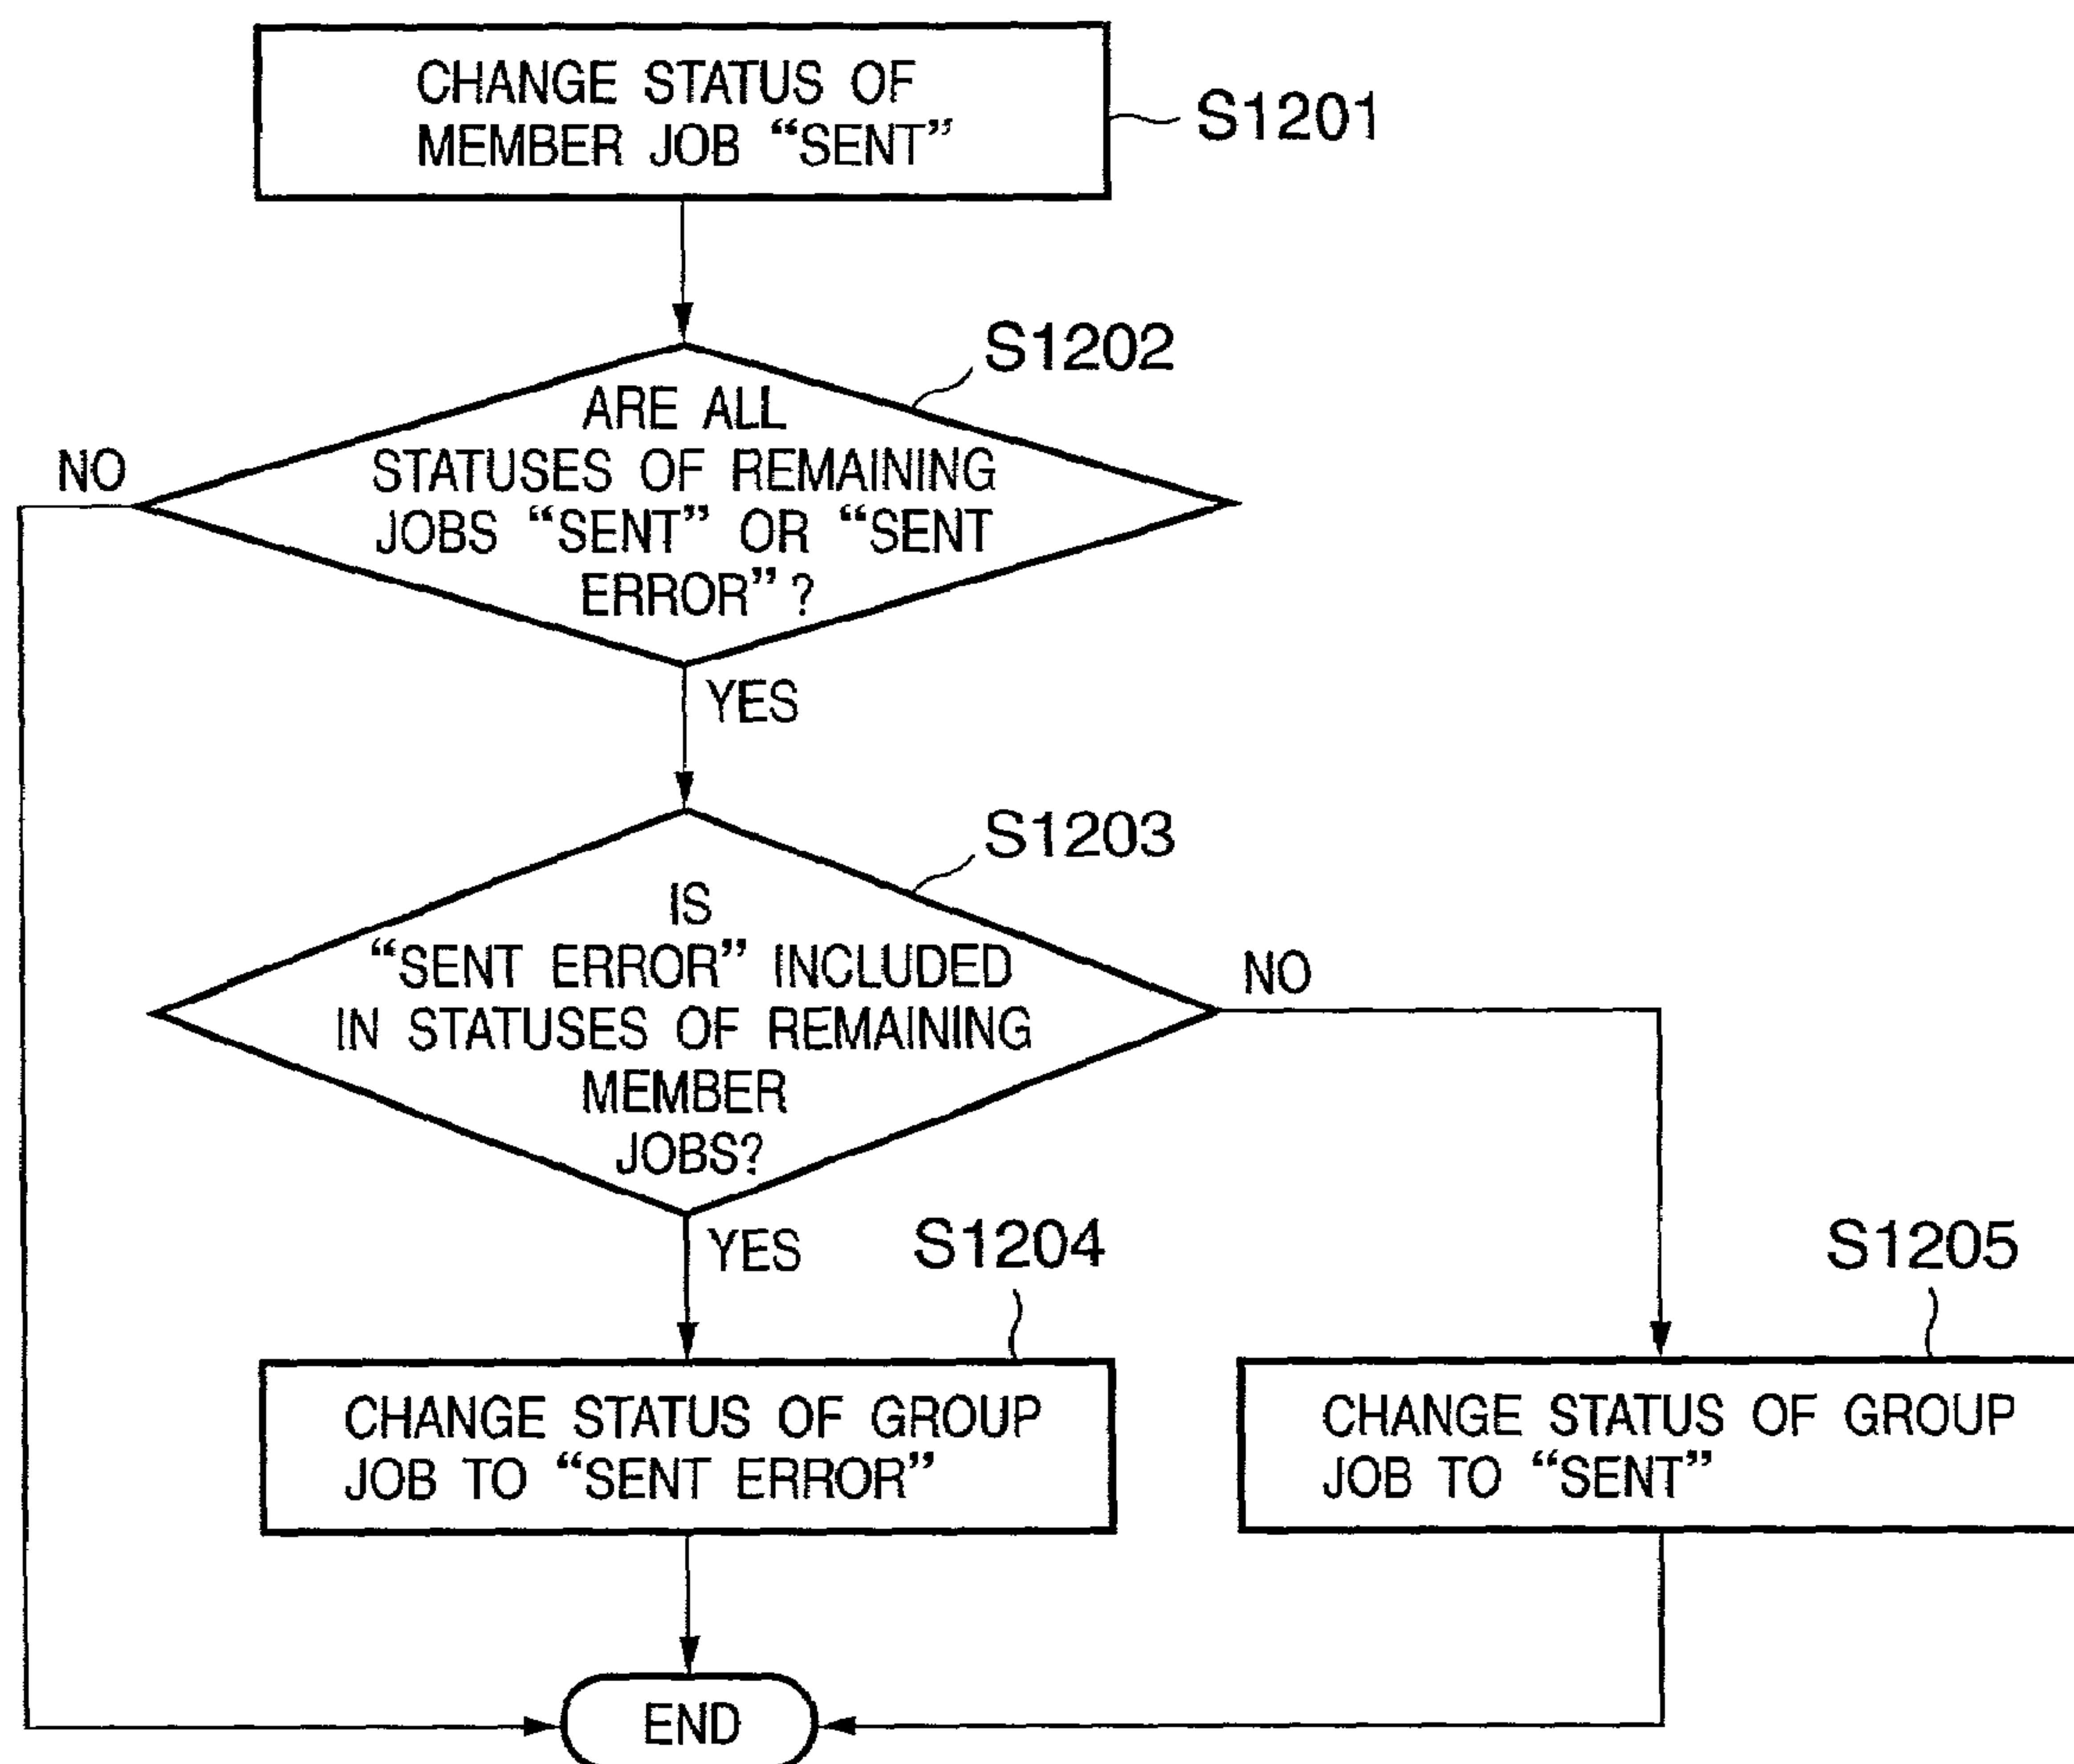 CHANGE STATUS OF
MEMBER JOB “SENT”
S1201
S1202
ARE ALL
STATUSES OF REMAINING
JOBS “SENT” OR “SENT
ERROR” ?
NO
YES
S1203
IS
“SENT ERROR” INCLUDED
IN STATUSES OF REMAINING
MEMBER
JOBS?
NO
YES
S1204
CHANGE STATUS OF GROUP
JOB TO “SENT ERROR”
S1205
CHANGE STATUS OF GROUP
JOB TO “SENT”
END